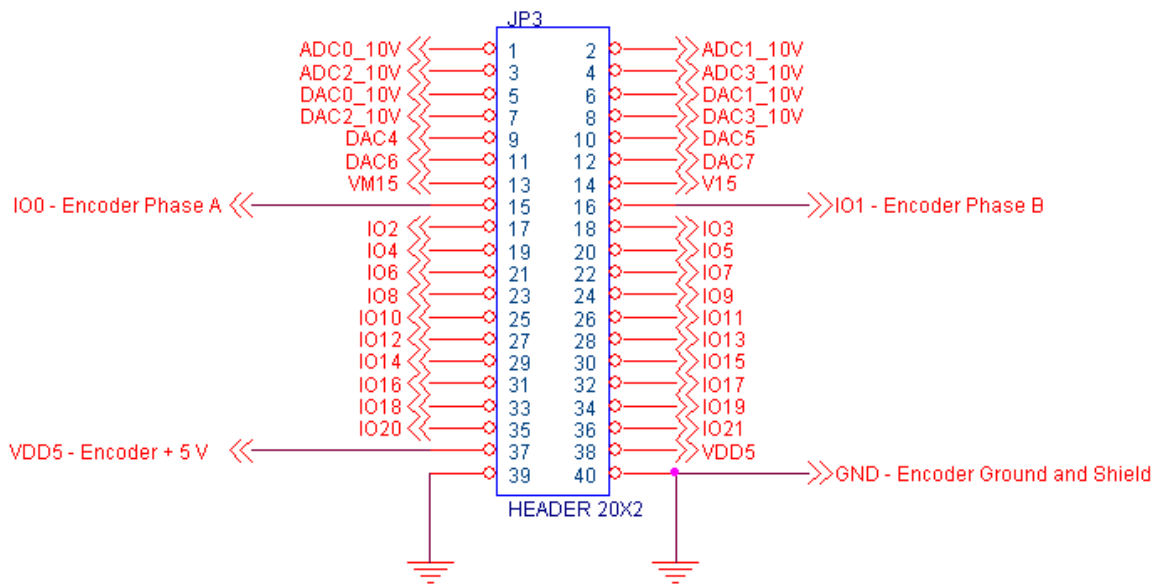 JP3
ADC0_10V 1 2 ADC1_10V
ADC2_10V 3 4 ADC3_10V
DAC0_10V 5 6 DAC1_10V
DAC2_10V 7 8 DAC3_10V
DAC4 9 10 DAC5
DAC6 11 12 DAC7
VM15 13 14 V15
IO0 - Encoder Phase A 15 16 IO1 - Encoder Phase B
IO2 17 18 IO3
IO4 19 20 IO5
IO6 21 22 IO7
IO8 23 24 IO9
IO10 25 26 IO11
IO12 27 28 IO13
IO14 29 30 IO15
IO16 31 32 IO17
IO18 33 34 IO19
IO20 35 36 IO21
VDD5 - Encoder + 5 V 37 38 VDD5
39 40 GND - Encoder Ground and Shield
HEADER 20X2